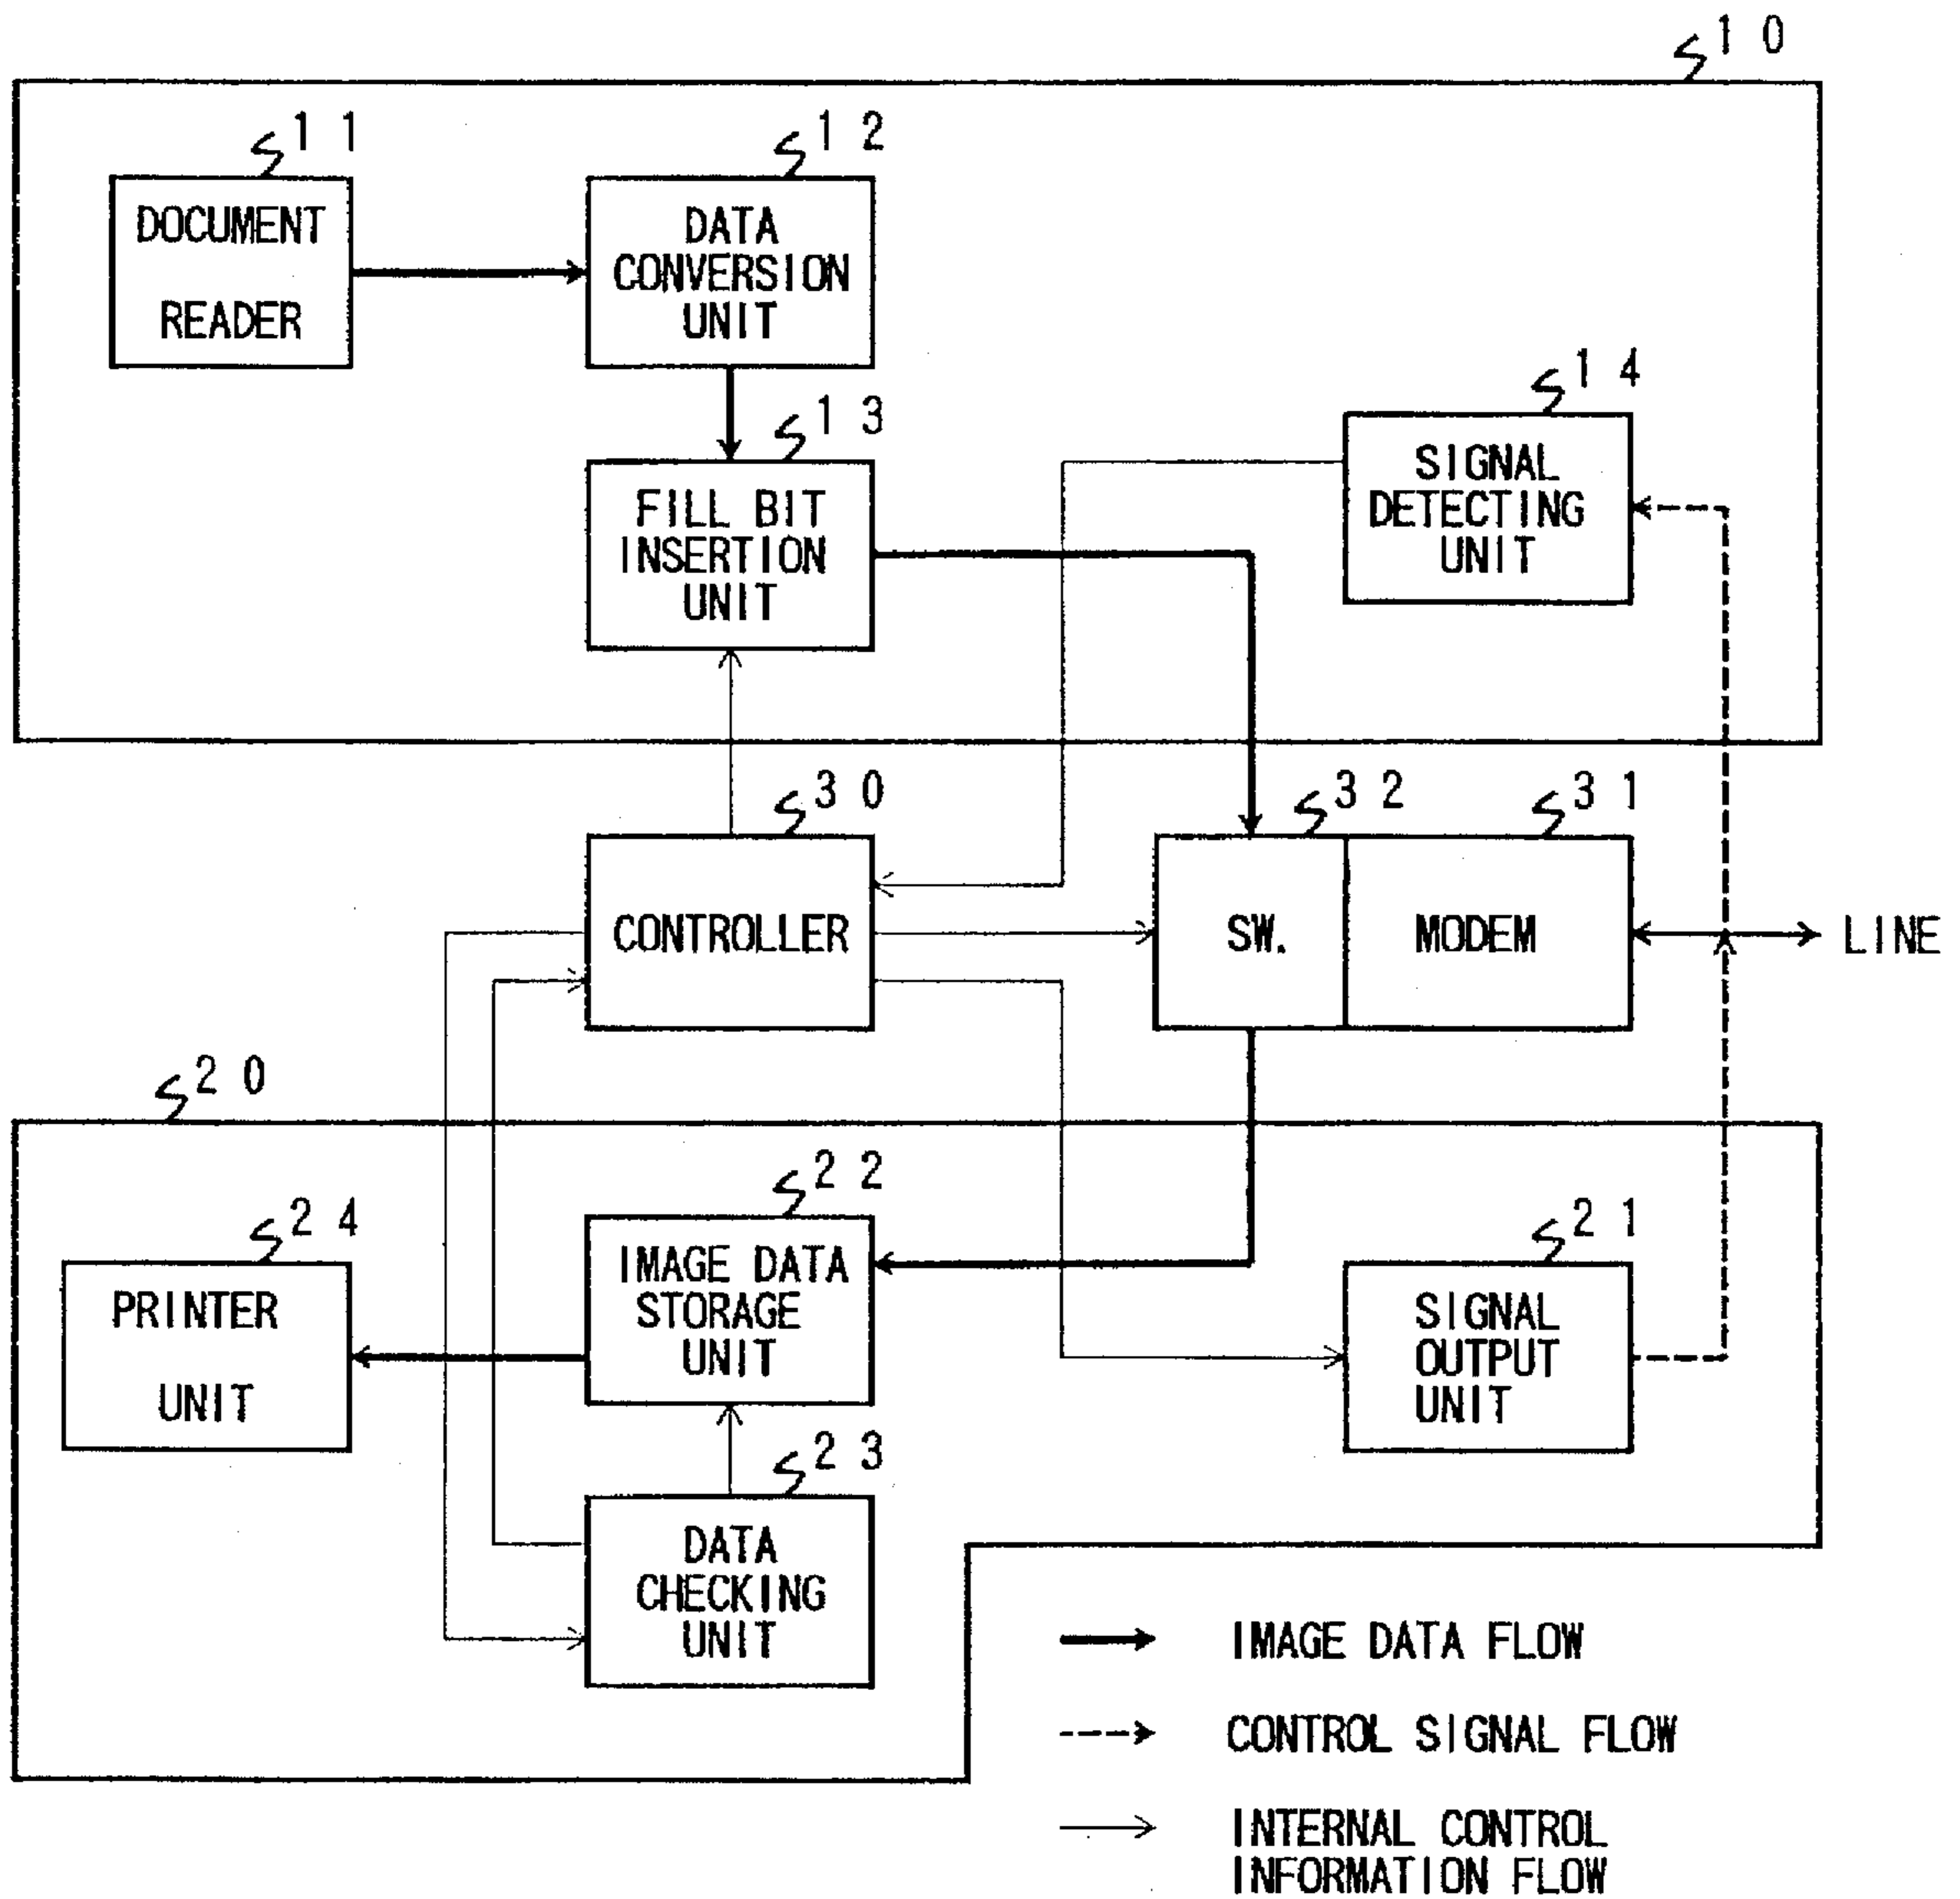 10
11
12
DOCUMENT
READER
DATA
CONVERSION
UNIT
13
14
FILL BIT
INSERTION
UNIT
SIGNAL
DETECTING
UNIT
30
32
31
CONTROLLER
SW.
MODEM
LINE
20
22
24
21
PRINTER
UNIT
IMAGE DATA
STORAGE
UNIT
SIGNAL
OUTPUT
UNIT
23
DATA
CHECKING
UNIT
IMAGE DATA FLOW
CONTROL SIGNAL FLOW
INTERNAL CONTROL
INFORMATION FLOW